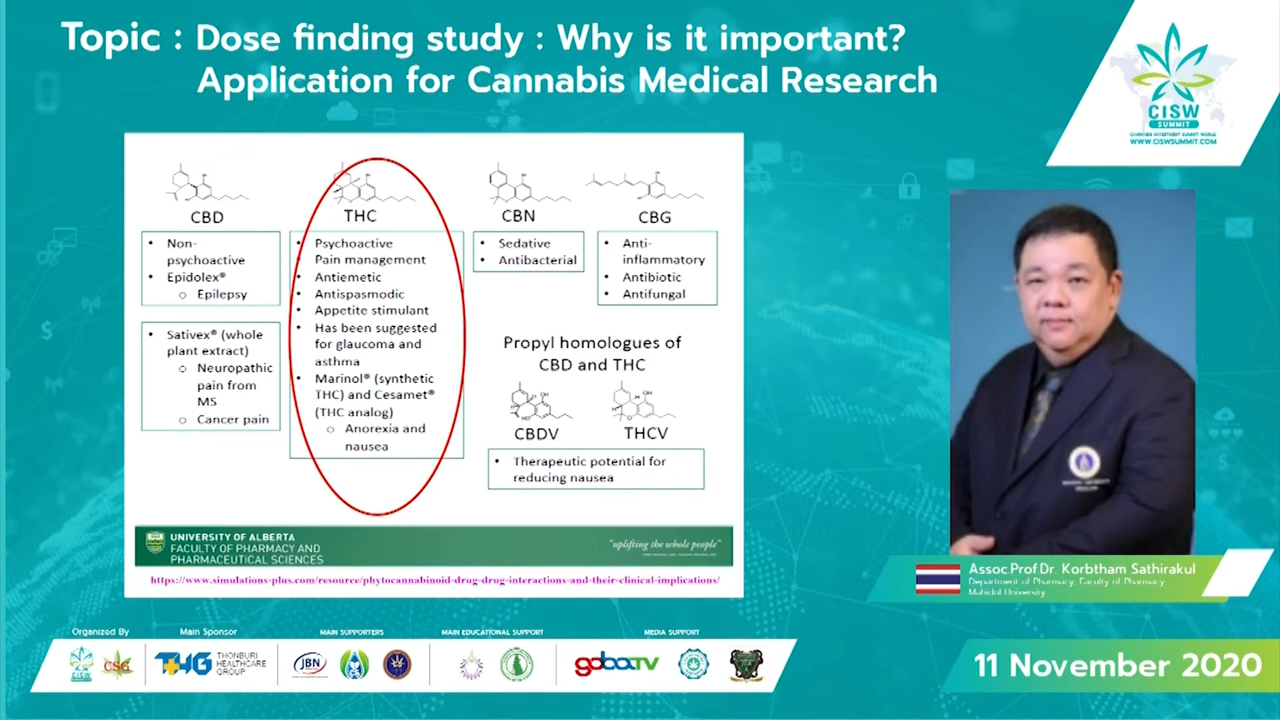 Topic : Dose finding study : Why is it important?
Application for Cannabis Medical Research
CISW
SUMMIT
CANNABIS INVESTMENT SUMMIT WORLD
WWW.CISWSUMMIT.COM
CBD
• Non-
psychoactive
• Epidolex®
○ Epilepsy
• Sativex® (whole
plant extract)
○ Neuropathic
pain from
MS
○ Cancer pain
THC
• Psychoactive
• Pain management
• Antiemetic
• Antispasmodic
• Appetite stimulant
• Has been suggested
for glaucoma and
asthma
• Marinol® (synthetic
THC) and Cesamet®
(THC analog)
○ Anorexia and
nausea
CBN
• Sedative
• Antibacterial
CBG
• Anti-
inflammatory
• Antibiotic
• Antifungal
Propyl homologues of
CBD and THC
CBDV
THCV
• Therapeutic potential for
reducing nausea
UNIVERSITY OF ALBERTA
FACULTY OF PHARMACY AND
PHARMACEUTICAL SCIENCES
"uplifting the whole people"
https://www.simulations-plus.com/resource/phytocannabinoid-drug-drug-interactions-and-their-clinical-implications/
Assoc.Prof.Dr. Korbtham Sathirakul
Department of Pharmacy, Faculty of Pharmacy,
Mahidol University
Organized By
Main Sponsor
MAIN SUPPORTERS
MAIN EDUCATIONAL SUPPORT
MEDIA SUPPORT
CISW
CSG
THG THONBURI
HEALTHCARE
GROUP
JBN
11 November 2020